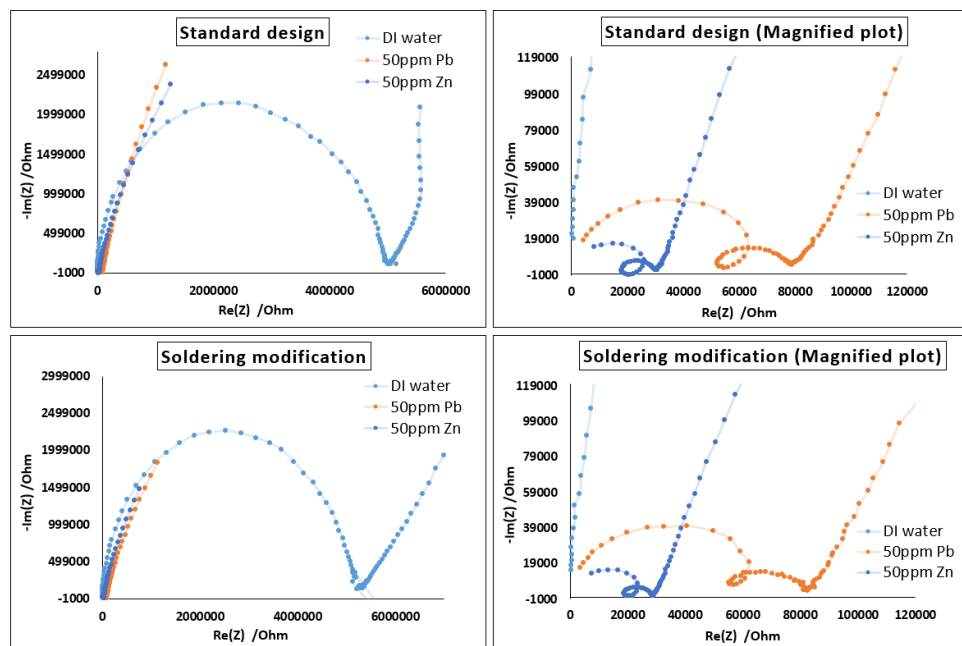 Standard design
DI water
50ppm Pb
50ppm Zn
2499000
1999000
1499000
999000
499000
-1000
-Im(Z) /Ohm
0
2000000
4000000
6000000
Re(Z) /Ohm
Standard design (Magnified plot)
119000
99000
79000
59000
39000
19000
-1000
-Im(Z) /Ohm
DI water
50ppm Pb
50ppm Zn
0
20000
40000
60000
80000
100000
120000
Re(Z) /Ohm
Soldering modification
2999000
2499000
1999000
1499000
999000
499000
-1000
-Im(Z) /Ohm
DI water
50ppm Pb
50ppm Zn
0
2000000
4000000
6000000
Re(Z) /Ohm
Soldering modification (Magnified plot)
119000
99000
79000
59000
39000
19000
-1000
-Im(Z) /Ohm
DI water
50ppm Pb
50ppm Zn
0
20000
40000
60000
80000
100000
120000
Re(Z) /Ohm